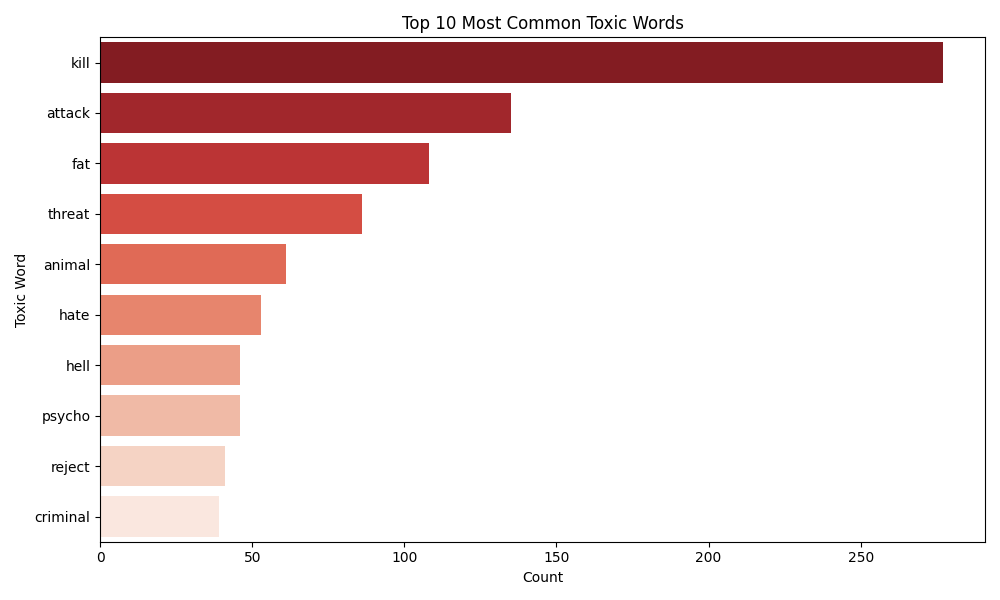 Top 10 Most Common Toxic Words
Toxic Word
kill
attack
fat
threat
animal
hate
hell
psycho
reject
criminal
0 50 100 150 200 250
Count